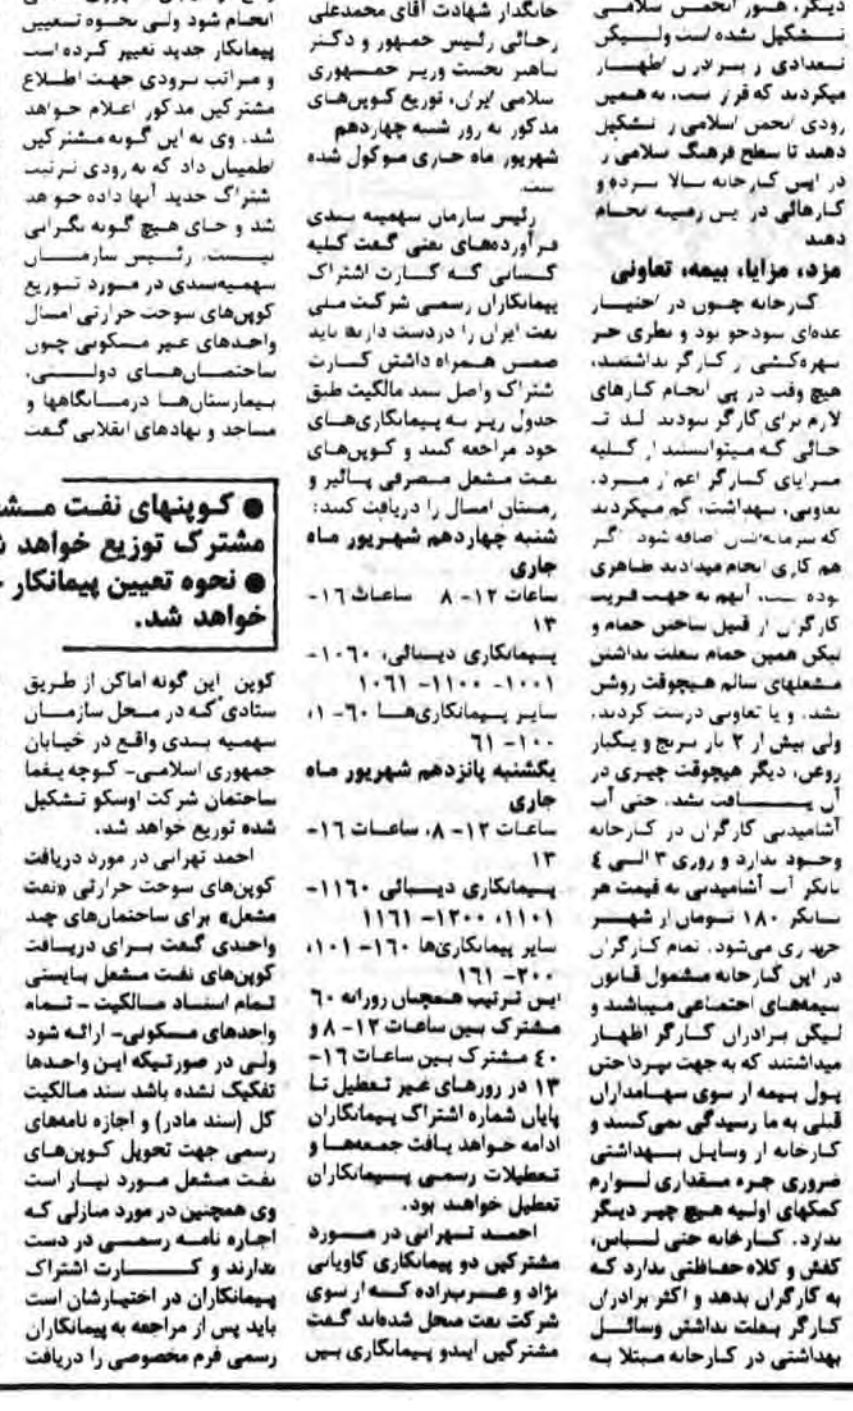 دیگر، هنوز انجمن اسلامی
تشکیل نشده است ولیکن
تعدادی از برادران اظهار
میکردند که قرار است، به همین
زودی انجمن اسلامی را تشکیل
دهند تا سطح فرهنگ اسلامی را
در این کارخانه بالا برده و
کارهائی در این زمینه انجام
دهند
مزد، مزایا، بیمه، تعاونی
کارخانه چون در اختیار
عده‌ای سودجو بود و نظری جز
بهره‌کشی از کارگر نداشتند،
هیچ وقت در پی انجام کارهای
لازم برای کارگر نبودند لذا تا
حائی که میتوانستند از کلیه
مزایای کارگر اعم از مزد،
تعاونی، بهداشت، کم میکردند
که سرمایه‌اشان اضافه شود. اگر
هم کاری انجام میدادند ظاهری
بوده است، آنهم به جهت فریب
کارگران از قبیل ساختن حمام و
لیکن همین حمام بعلت نداشتن
مشعلهای سالم هیچوقت روشن
نشد. و یا تعاونی درست کردند.
ولی بیش از ۲ بار برنج و یکبار
روغن، دیگر هیچوقت چیزی در
آن یافت نشد. حتی آب
آشامیدنی کارگران در کارخانه
وجود ندارد و روزی ۳ الی ٤
تانکر آب آشامیدنی به قیمت هر
تانکر ۱۸۰ تومان از شهر
خریداری می‌شود. تمام کارگران
در این کارخانه مشمول قانون
بیمه‌های اجتماعی میباشند و
لیکن برادران کارگر اظهار
میداشتند که به جهت نپرداختن
پول بیمه از سوی سهامداران
قبلی به ما رسیدگی نمی‌کنند و
کارخانه از وسایل بهداشتی
ضروری جزء مقداری لوازم
کمکهای اولیه هیچ چیز دیگر
ندارد. کارخانه حتی لباس،
کفش و کلاه حفاظتی ندارد که
به کارگران بدهد و اکثر برادران
کارگر بعلت نداشتن وسائل
بهداشتی در کارخانه مبتلا به
جانگداز شهادت آقای محمدعلی
رجائی رئیس جمهور و دکتر
باهنر نخست وزیر جمهوری
اسلامی ایران، توزیع کوپن‌های
مذکور به روز شنبه چهاردهم
شهریور ماه جاری موکول شده
است.
رئیس سازمان سهمیه بندی
فرآورده‌های نفتی گفت کلیه
کسانی که کارت اشتراک
پیمانکاران رسمی شرکت ملی
نفت ایران را دردست دارند باید
ضمن همراه داشتن کارت
اشتراک واصل سند مالکیت طبق
جدول زیر به پیمانکاری‌های
خود مراجعه کنند و کوپن‌های
نفت مشعل مصرفی پائیز و
زمستان امسال را دریافت کنند:
شنبه چهاردهم شهریور ماه
جاری
ساعات ۱۲- ۸ ساعات ۱٦-
۱۳
پیمانکاری دیبائی، ۱۰٦۰-
۱۰۰۱- ۱۱۰۰- ۱۰٦۱
سایر پیمانکاری‌ها ٦۰- ۱،
۱۰۰- ٦۱
یکشنبه پانزدهم شهریور ماه
جاری
ساعات ۱۲- ۸، ساعات ۱٦-
۱۳
پیمانکاری دیبائی ۱۱٦۰-
۱۱۰۱، ۱۲۰۰- ۱۱٦۱
سایر پیمانکاری‌ها ۱٦۰- ۱۰۱،
۲۰۰- ۱٦۱
این ترتیب همچنان روزانه ٦۰
مشترک بین ساعات ۱۲- ۸ و
٤۰ مشترک بین ساعات ۱٦-
۱۳ در روزهای غیر تعطیل تا
پایان شماره اشتراک پیمانکاران
ادامه خواهد یافت جمعه‌ها و
تعطیلات رسمی پیمانکاران
تعطیل خواهند بود.
احمد تهرانی در مورد
مشترکین دو پیمانکاری کاویانی
نژاد و عرب‌زاده که از سوی
شرکت نفت منحل شده‌اند گفت
مشترکین ایندو پیمانکاری بین
انجام شود ولی نحوه تعیین
پیمانکار جدید تغییر کرده است
و مراتب بزودی جهت اطلاع
مشترکین مذکور اعلام خواهد
شد. وی به این گونه مشترکین
اطمینان داد که به زودی ترتیب
اشتراک جدید آنها داده خواهد
شد و جای هیچ گونه نگرانی
نیست. رئیس سازمان
سهمیه‌بندی در مورد توزیع
کوپن‌های سوخت حرارتی امسال
واحدهای غیر مسکونی چون
ساختمان‌های دولتی،
بیمارستان‌ها درمانگاهها و
مساجد و نهادهای انقلابی گفت
● کوپنهای نفت مشع
مشترک توزیع خواهد ش
● نحوه تعیین پیمانکار
خواهد شد.
کوپن این گونه اماکن از طریق
ستادی که در محل سازمان
سهمیه بندی واقع در خیابان
جمهوری اسلامی- کوچه یغما
ساختمان شرکت اوسکو تشکیل
شده توزیع خواهد شد.
احمد تهرانی در مورد دریافت
کوپن‌های سوخت حرارتی «نفت
مشعل» برای ساختمان‌های چند
واحدی گفت برای دریافت
کوپن‌های نفت مشعل بایستی
تمام اسناد مالکیت - تمام
واحدهای مسکونی- ارائه شود
ولی در صورتیکه این واحدها
تفکیک نشده باشد سند مالکیت
کل (سند مادر) و اجازه نامه‌های
رسمی جهت تحویل کوپن‌های
نفت مشعل مورد نیاز است
وی همچنین در مورد منازلی که
اجاره نامه رسمی در دست
ندارند و کارت اشتراک
پیمانکاران در اختیارشان است
باید پس از مراجعه به پیمانکاران
رسمی فرم مخصوصی را دریافت